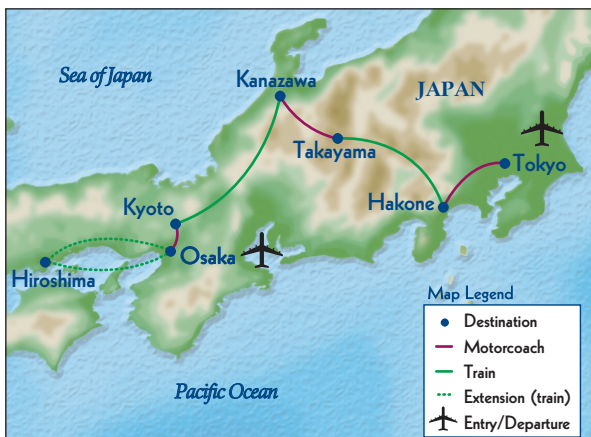 Sea of Japan
Kanazawa
JAPAN
Takayama
Tokyo
Kyoto
Hakone
Osaka
Hiroshima
Pacific Ocean
Map Legend
Destination
Motorcoach
Train
Extension (train)
Entry/Departure